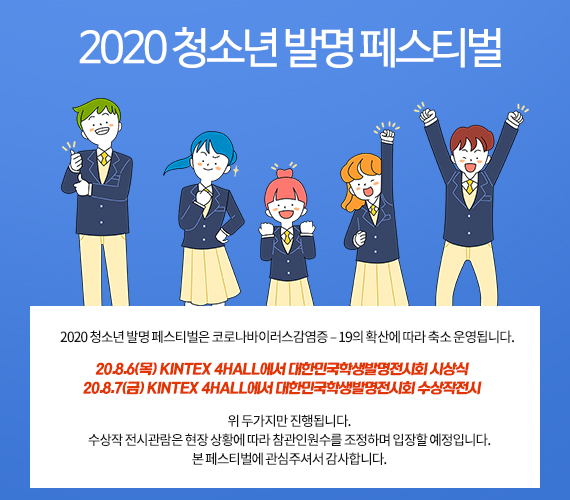 2020 청소년 발명 페스티벌
2020 청소년 발명 페스티벌은 코로나바이러스감염증 – 19의 확산에 따라 축소 운영됩니다.
20.8.6(목) KINTEX 4HALL에서 대한민국학생발명전시회 시상식
20.8.7(금) KINTEX 4HALL에서 대한민국학생발명전시회 수상작전시
위 두가지만 진행됩니다.
수상작 전시관람은 현장 상황에 따라 참관인원수를 조정하며 입장할 예정입니다.
본 페스티벌에 관심주셔서 감사합니다.